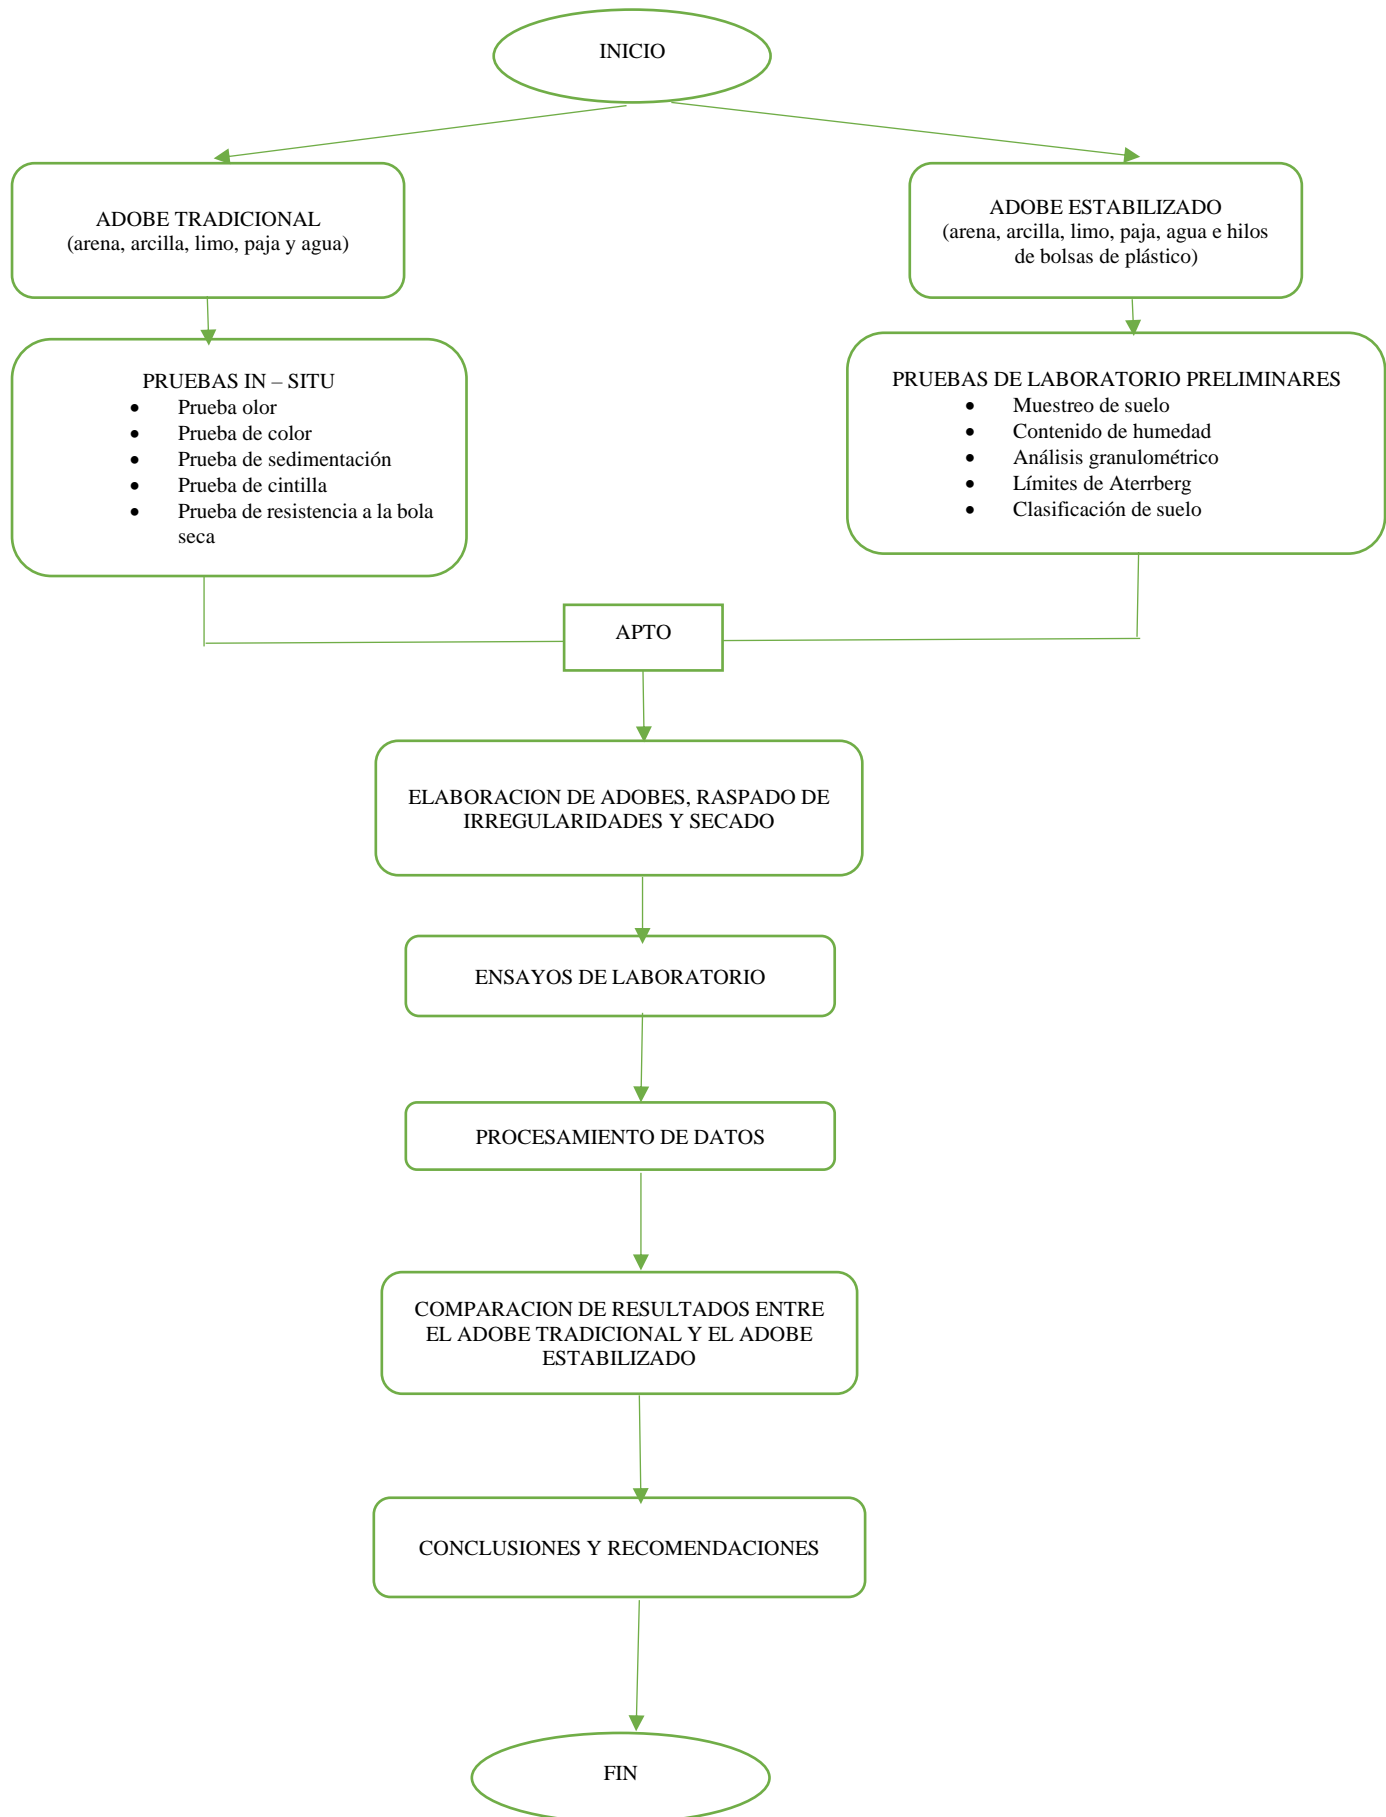 INICIO
ADOBE TRADICIONAL
(arena, arcilla, limo, paja y agua)
ADOBE ESTABILIZADO
(arena, arcilla, limo, paja, agua e hilos
de bolsas de plástico)
PRUEBAS IN – SITU
• Prueba olor
• Prueba de color
• Prueba de sedimentación
• Prueba de cintilla
• Prueba de resistencia a la bola
seca
PRUEBAS DE LABORATORIO PRELIMINARES
• Muestreo de suelo
• Contenido de humedad
• Análisis granulométrico
• Límites de Aterrberg
• Clasificación de suelo
APTO
ELABORACION DE ADOBES, RASPADO DE
IRREGULARIDADES Y SECADO
ENSAYOS DE LABORATORIO
PROCESAMIENTO DE DATOS
COMPARACION DE RESULTADOS ENTRE
EL ADOBE TRADICIONAL Y EL ADOBE
ESTABILIZADO
CONCLUSIONES Y RECOMENDACIONES
FIN